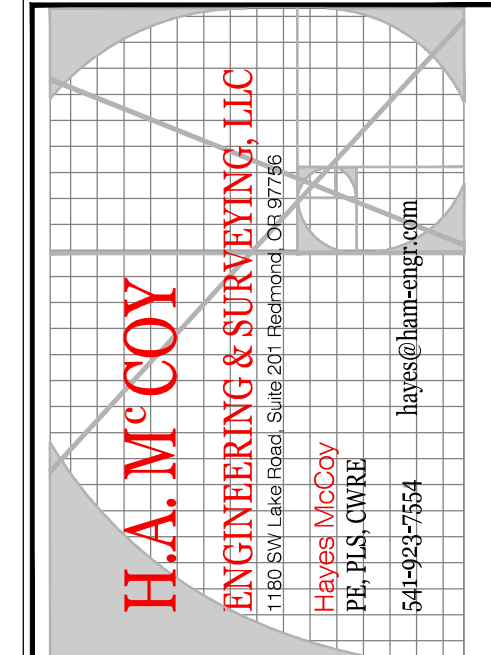 H.A. McCOY
ENGINEERING & SURVEYING, LLC
1180 SW Lake Road, Suite 201 Redmond, OR 97756
Hayes McCoy
PE, PLS, CWRE
541-923-7554 hayes@ham-engr.com